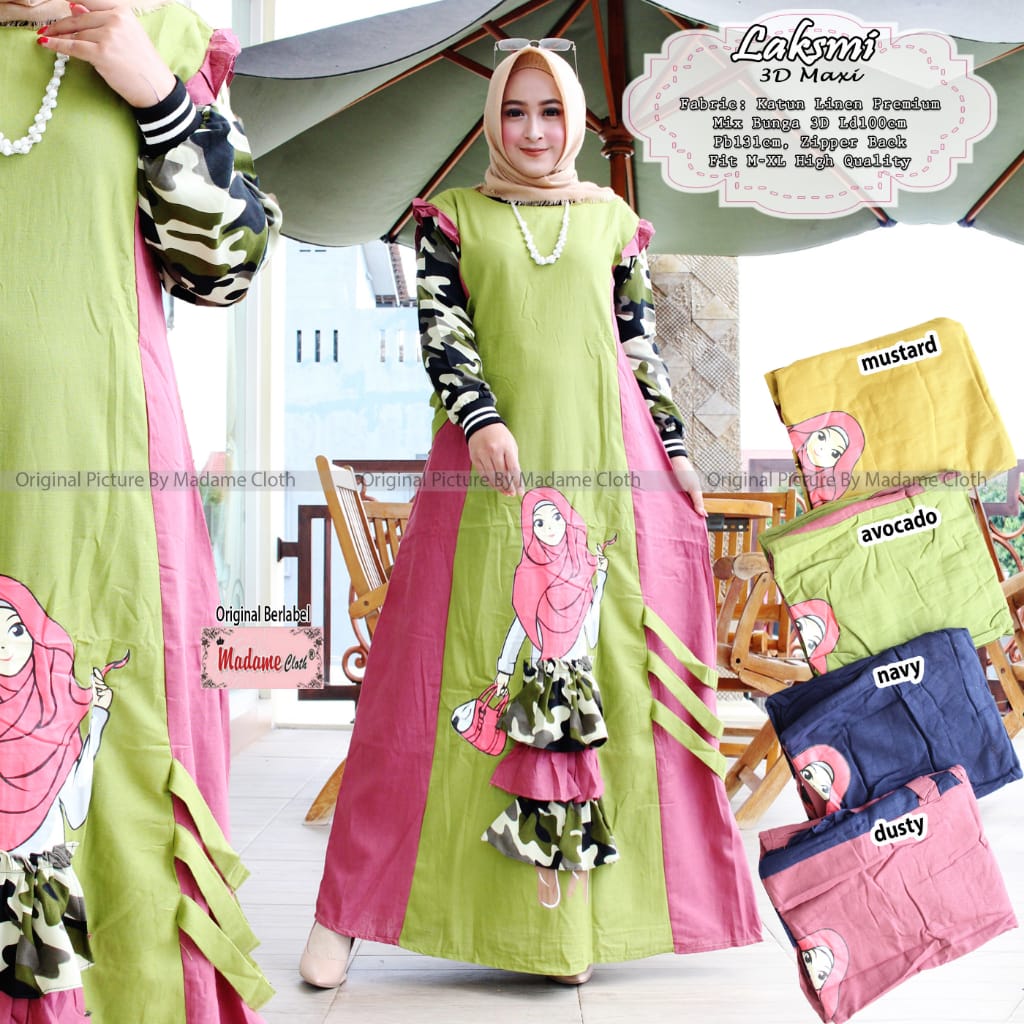 Laksmi
3D Maxi
Fabric: Katun Linen Premium
Mix Bunga 3D Ld100cm
Pb131cm, Zipper Back
Fit M-XL High Quality
mustard
Original Picture By Madame Cloth Original Picture By Madame Cloth Original Picture By Madame Cloth
avocado
Original Berlabel
Madame Cloth®
navy
dusty